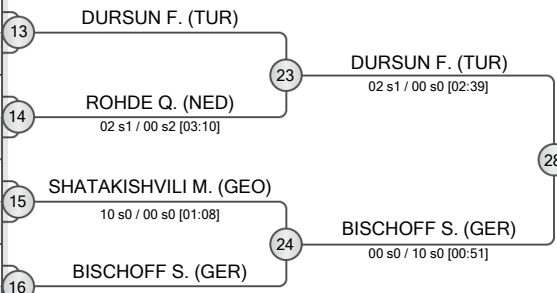 13
DURSUN F. (TUR)
23
DURSUN F. (TUR)
02 s1 / 00 s0 [02:39]
14
ROHDE Q. (NED)
02 s1 / 00 s2 [03:10]
28
15
SHATAKISHVILI M. (GEO)
10 s0 / 00 s0 [01:08]
24
BISCHOFF S. (GER)
00 s0 / 10 s0 [00:51]
16
BISCHOFF S. (GER)